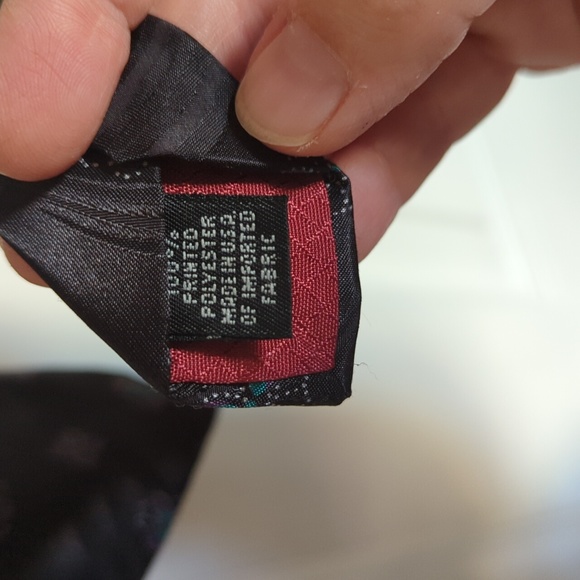 100%
PRINTED
POLYESTER
MADE IN U.S.A.
OF IMPORTED
FABRIC